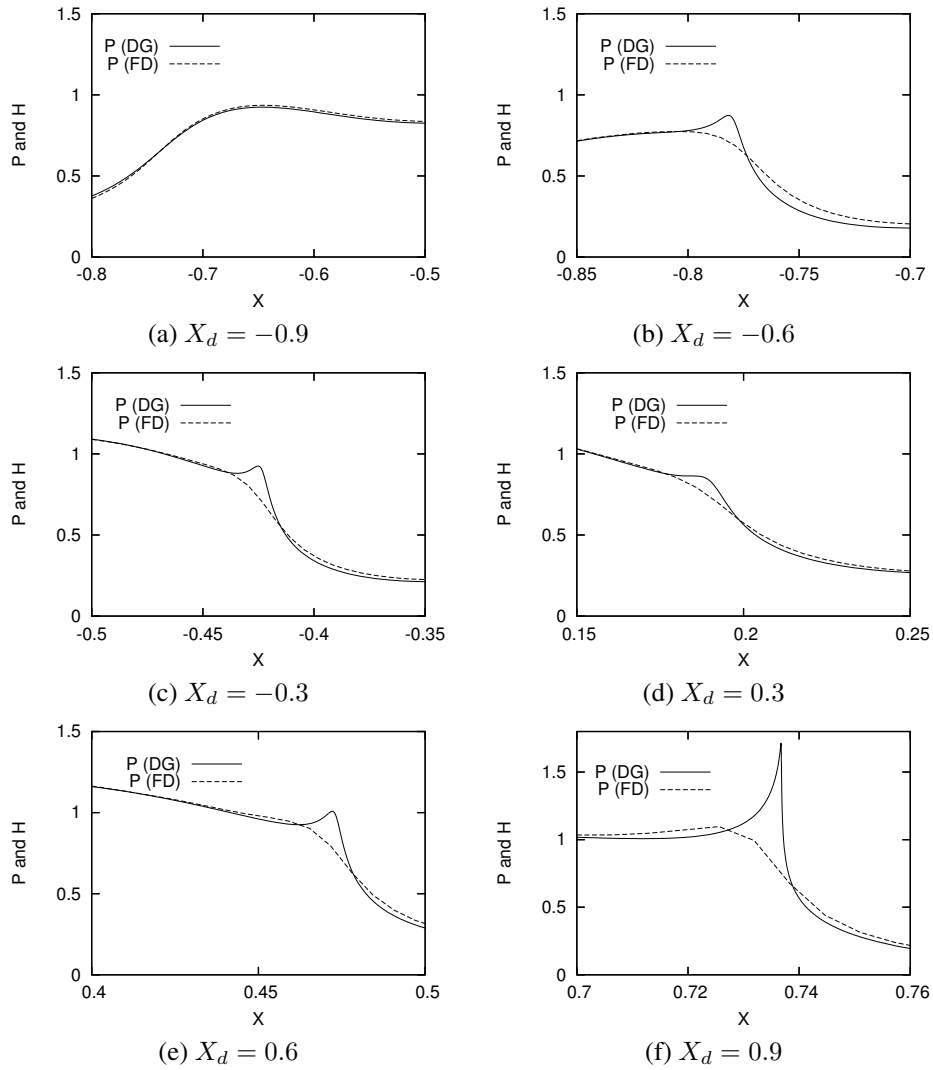 1.5
P (DG)
P (FD)
1
0.5
0
P and H
-0.8
-0.7
-0.6
-0.5
X
(a) X_d = −0.9
1.5
P (DG)
P (FD)
1
0.5
0
P and H
-0.85
-0.8
-0.75
-0.7
X
(b) X_d = −0.6
1.5
P (DG)
P (FD)
1
0.5
0
P and H
-0.5
-0.45
-0.4
-0.35
X
(c) X_d = −0.3
1.5
P (DG)
P (FD)
1
0.5
0
P and H
0.15
0.2
0.25
X
(d) X_d = 0.3
1.5
P (DG)
P (FD)
1
0.5
0
P and H
0.4
0.45
0.5
X
(e) X_d = 0.6
1.5
P (DG)
P (FD)
1
0.5
0
P and H
0.7
0.72
0.74
0.76
X
(f) X_d = 0.9